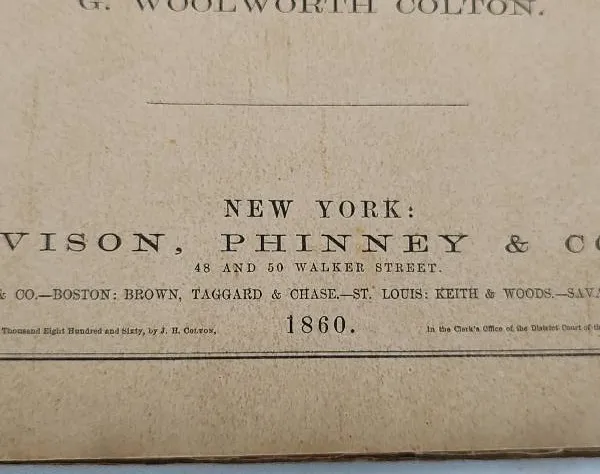 G. WOOLWORTH COLTON.
NEW YORK:
VISON, PHINNEY & CO
48 AND 50 WALKER STREET.
& CO.—BOSTON: BROWN, TAGGARD & CHASE.—ST. LOUIS: KEITH & WOODS.—SAVA
Thousand Eight Hundred and Sixty, by J. H. COLTON,
1860.
In the Clerk's Office of the District Court of th